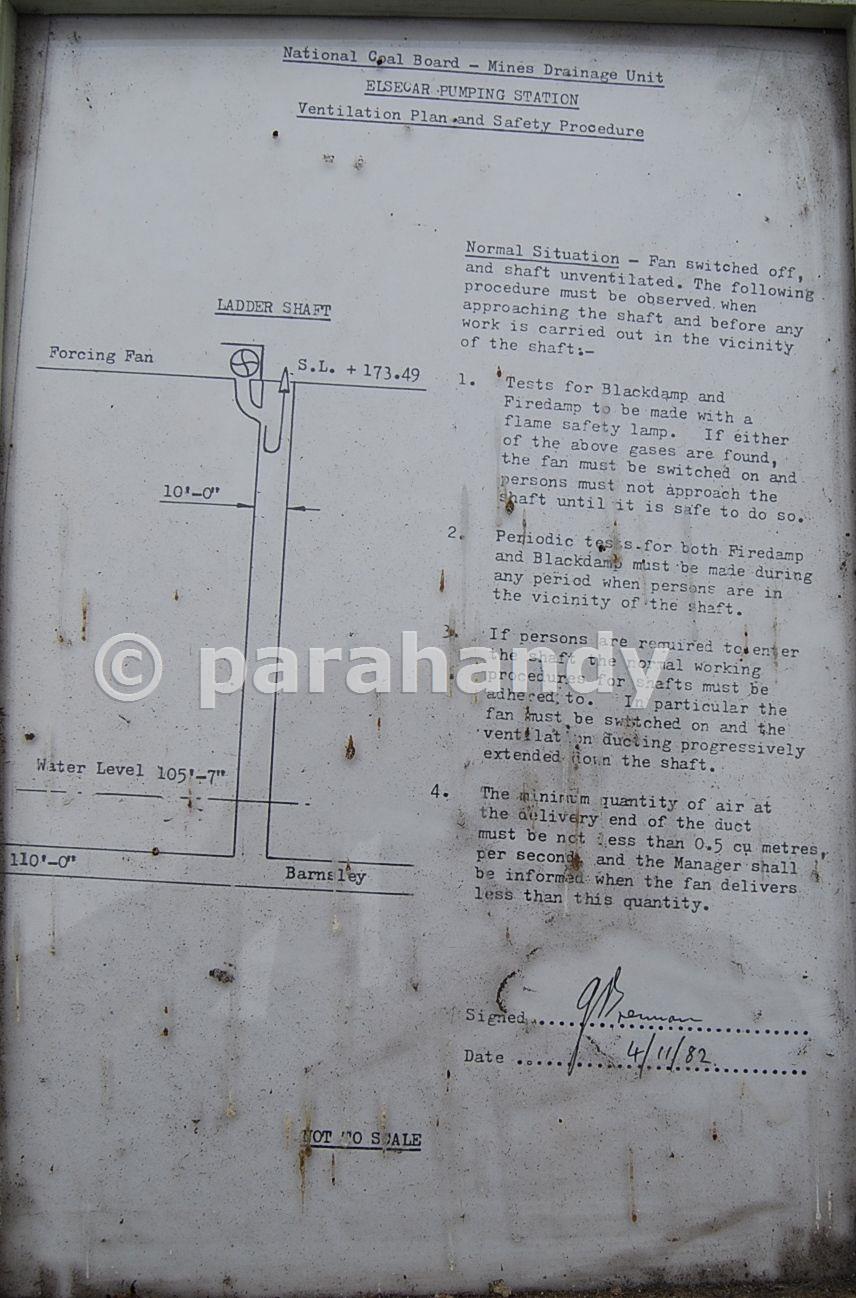 National Coal Board - Mines Drainage Unit
ELSECAR PUMPING STATION
Ventilation Plan and Safety Procedure
LADDER SHAFT
Forcing Fan
S.L. + 173.49
10'-0"
Water Level 105'-7"
110'-0"
Barnsley
Normal Situation - Fan switched off,
and shaft unventilated. The following
procedure must be observed when
approaching the shaft and before any
work is carried out in the vicinity
of the shaft:-
1. Tests for Blackdamp and
Firedamp to be made with a
flame safety lamp. If either
of the above gases are found,
the fan must be switched on and
persons must not approach the
shaft until it is safe to do so.
2. Periodic tests for both Firedamp
and Blackdamp must be made during
any period when persons are in
the vicinity of the shaft.
3. If persons are required to enter
the shaft the normal working
procedures for shafts must be
adhered to. In particular the
fan must be switched on and the
ventilation ducting progressively
extended down the shaft.
4. The minimum quantity of air at
the delivery end of the duct
must be not less than 0.5 cu metres,
per second, and the Manager shall
be informed when the fan delivers
less than this quantity.
Signed G Brennan
Date 4/11/82
NOT TO SCALE
© parahandy